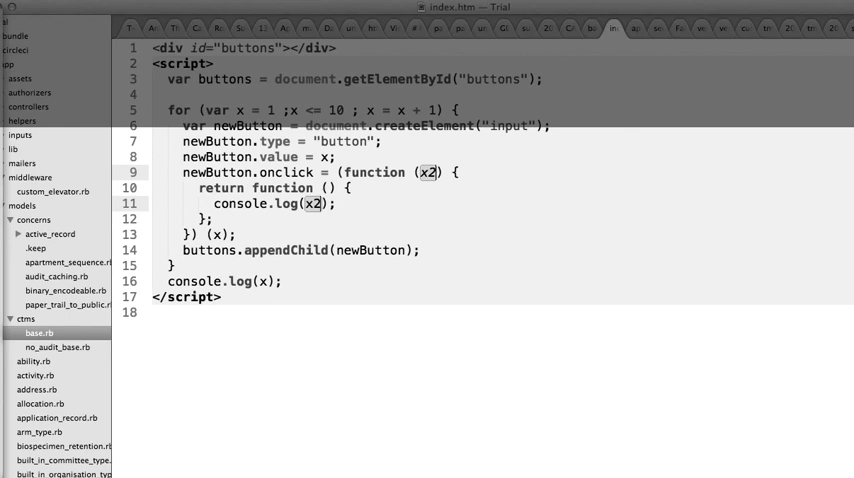 index.htm — Trial
bundle
circleci
app
assets
authorizers
controllers
helpers
inputs
lib
mailers
middleware
custom_elevator.rb
models
concerns
active_record
.keep
apartment_sequence.r
audit_caching.rb
binary_encodeable.rb
paper_trail_to_public.r
ctms
base.rb
no_audit_base.rb
ability.rb
activity.rb
address.rb
allocation.rb
application_record.rb
arm_type.rb
biospecimen_retention.r
built_in_committee_type.
built_in_organisation_typ
1 <div id="buttons"></div>
2 <script>
3 var buttons = document.getElementById("buttons");
4
5 for (var x = 1 ;x <= 10 ; x = x + 1) {
6 var newButton = document.createElement("input");
7 newButton.type = "button";
8 newButton.value = x;
9 newButton.onclick = (function (x2) {
10 return function () {
11 console.log(x2);
12 };
13 }) (x);
14 buttons.appendChild(newButton);
15 }
16 console.log(x);
17 </script>
18